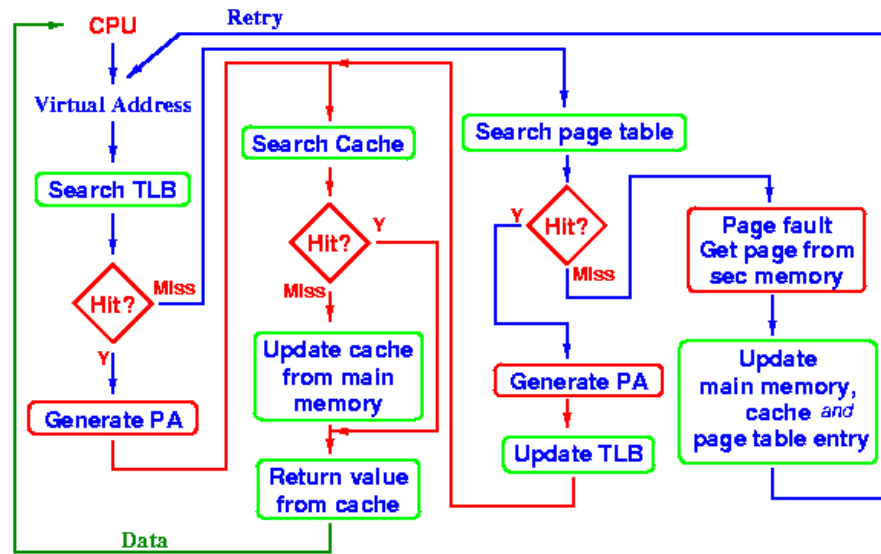 CPU
Retry
Virtual Address
Search TLB
Hit?
Miss
Y
Generate PA
Search Cache
Hit?
Y
Miss
Update cache
from main
memory
Return value
from cache
Data
Search page table
Y
Hit?
Miss
Generate PA
Update TLB
Page fault
Get page from
sec memory
Update
main memory,
cache and
page table entry